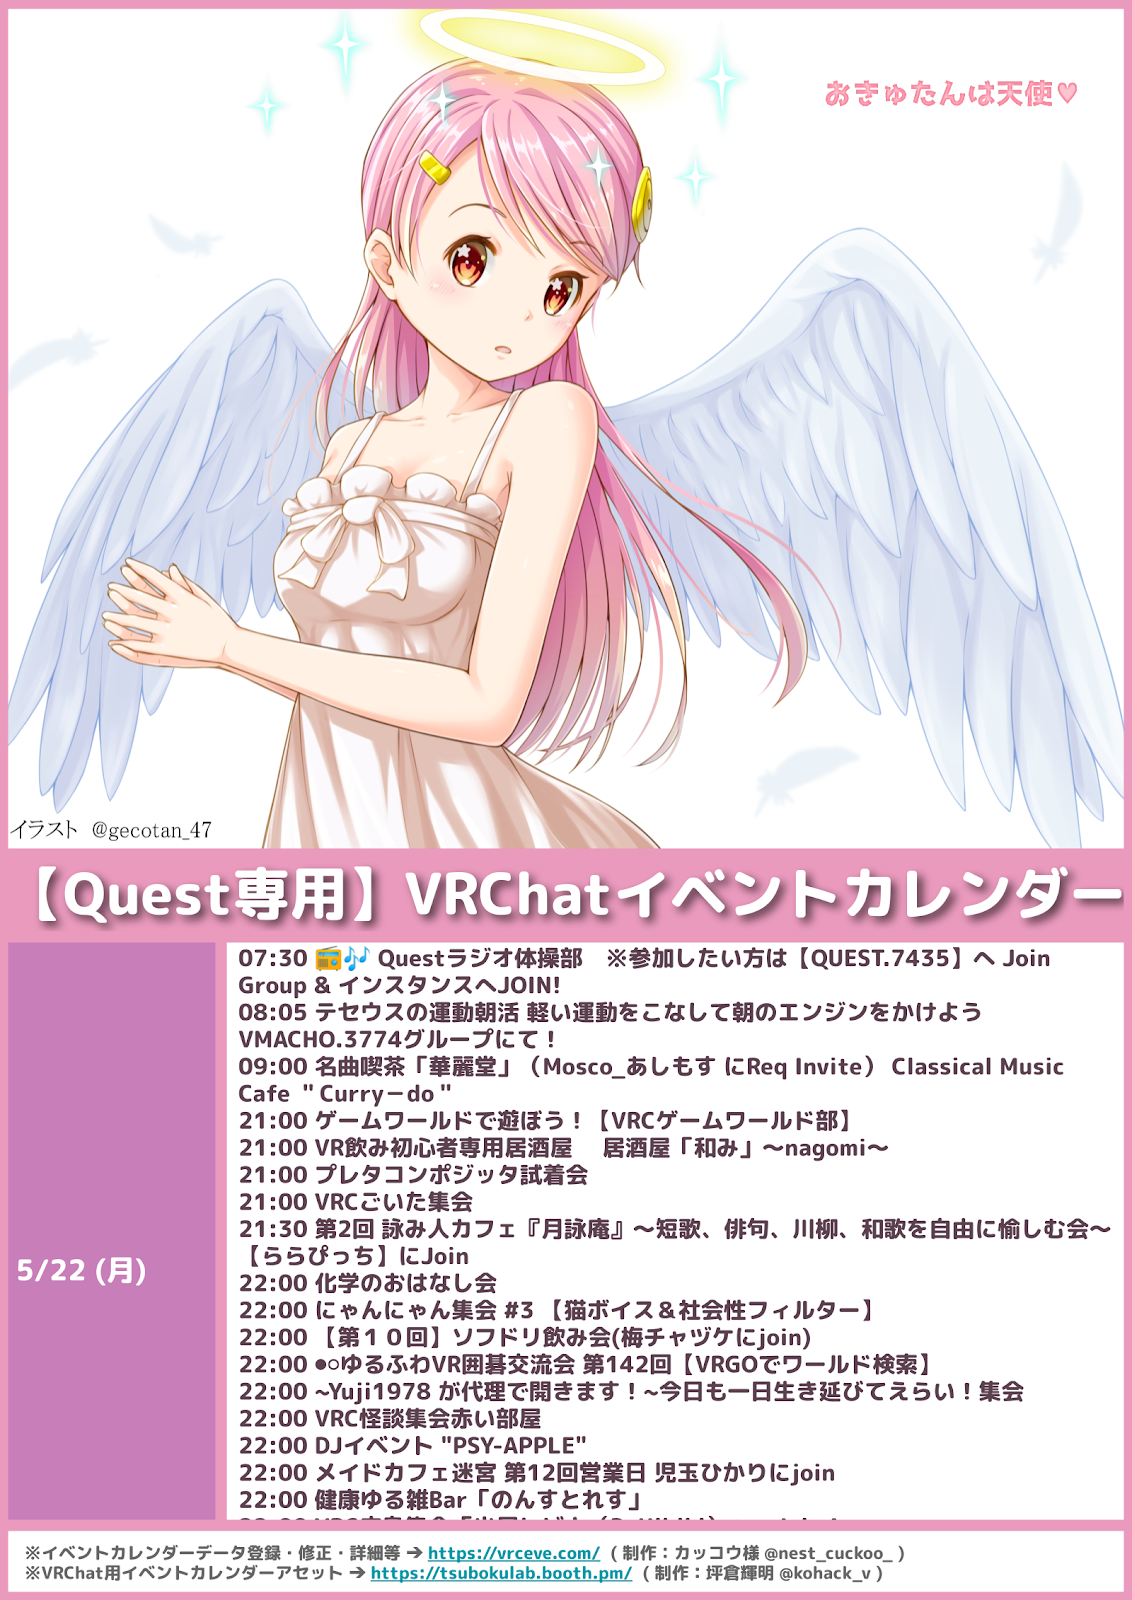 おきゅたんは天使♥
イラスト @gecotan_47
【Quest専用】VRChatイベントカレンダー
5/22 (月)
07:30 📻🎶 Questラジオ体操部　※参加したい方は【QUEST.7435】へ Join
Group & インスタンスへJOIN!
08:05 テセウスの運動朝活 軽い運動をこなして朝のエンジンをかけよう
VMACHO.3774グループにて！
09:00 名曲喫茶「華麗堂」（Mosco_あしもす にReq Invite） Classical Music
Cafe ＂Curry－do＂
21:00 ゲームワールドで遊ぼう！【VRCゲームワールド部】
21:00 VR飲み初心者専用居酒屋　居酒屋「和み」～nagomi～
21:00 プレタコンポジッタ試着会
21:00 VRCごいた集会
21:30 第2回 詠み人カフェ『月詠庵』～短歌、俳句、川柳、和歌を自由に愉しむ会～
【ららぴっち】にJoin
22:00 化学のおはなし会
22:00 にゃんにゃん集会 #3 【猫ボイス＆社会性フィルター】
22:00 【第１０回】ソフドリ飲み会(梅チャヅケにjoin)
22:00 ●○ゆるふわVR囲碁交流会 第142回【VRGOでワールド検索】
22:00 ~Yuji1978 が代理で開きます！~今日も一日生き延びてえらい！集会
22:00 VRC怪談集会赤い部屋
22:00 DJイベント "PSY-APPLE"
22:00 メイドカフェ迷宮 第12回営業日 児玉ひかりにjoin
22:00 健康ゆる雑Bar「のんすとれす」
※イベントカレンダーデータ登録・修正・詳細等 ➔ https://vrceve.com/ ( 制作：カッコウ様 @nest_cuckoo_ )
※VRChat用イベントカレンダーアセット ➔ https://tsubokulab.booth.pm/ ( 制作：坪倉輝明 @kohack_v )